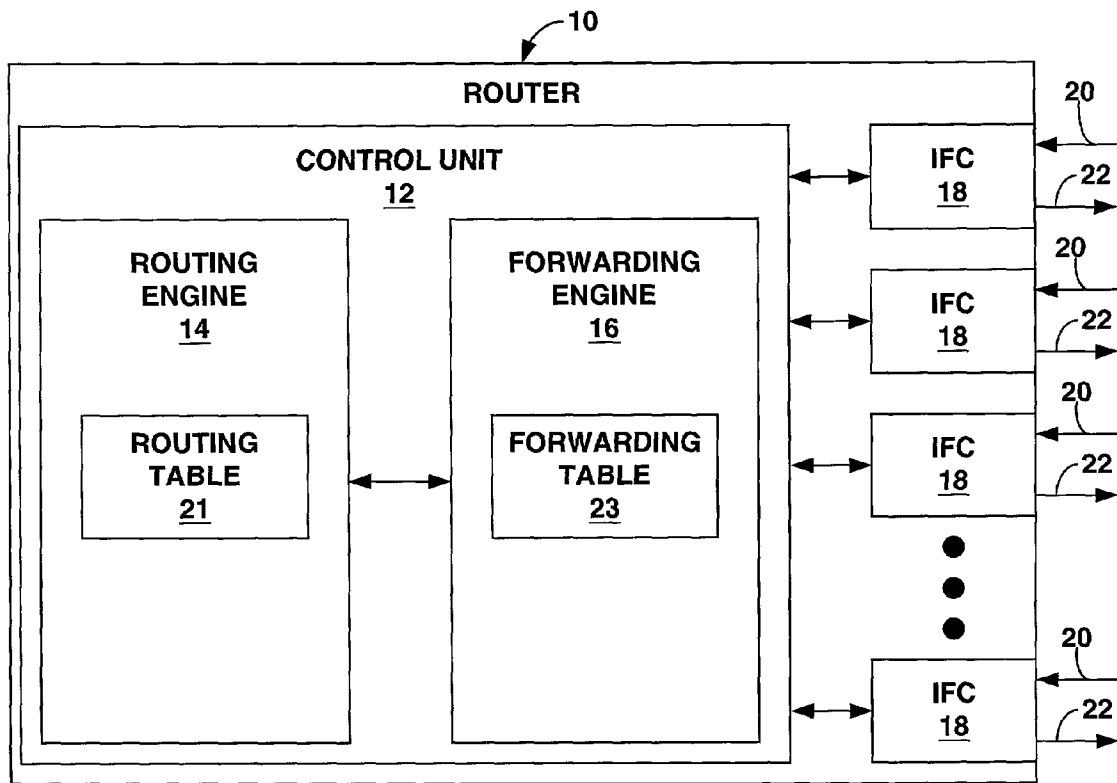 10
ROUTER
CONTROL UNIT
12
ROUTING
ENGINE
14
ROUTING
TABLE
21
FORWARDING
ENGINE
16
FORWARDING
TABLE
23
IFC
18
20
22
IFC
18
20
22
IFC
18
20
22
IFC
18
20
22